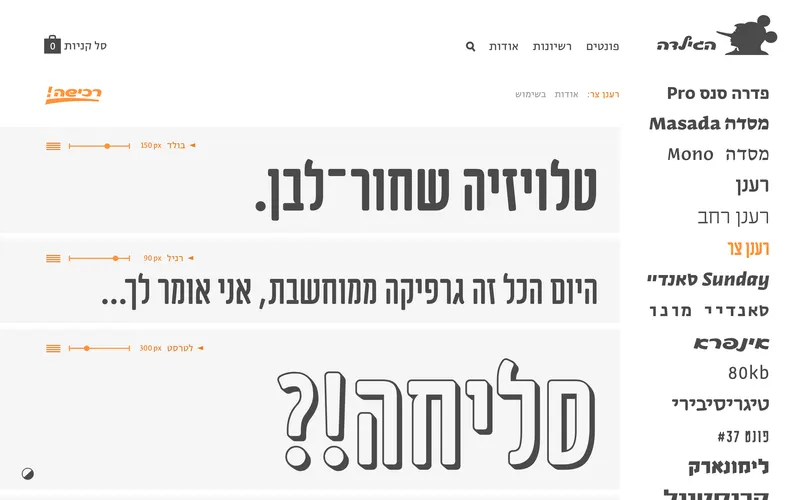 הגילדה
פונטים רשיונות אודות
סל קניות 0
רענן צר: אודות בשימוש
רכישה!
בולד 150 px
טלויזיה שחור־לבן.
רגיל 90 px
היום הכל זה גרפיקה ממוחשבת, אני אומר לך...
לטרסט 300 px
סליחה!?
פדרה סנס Pro
מסדה Masada
מסדה Mono
רענן
רענן רחב
רענן צר
Sunday סאנדיי
סאנדיי מונו
אינפרא
80kb
טיגריסיבירי
פונט #37
לימונארק